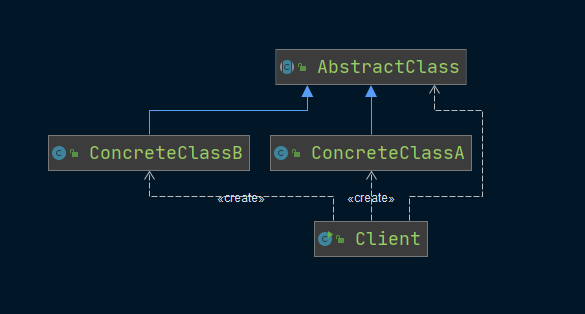 AbstractClass
ConcreteClassB
ConcreteClassA
«create»
«create»
Client